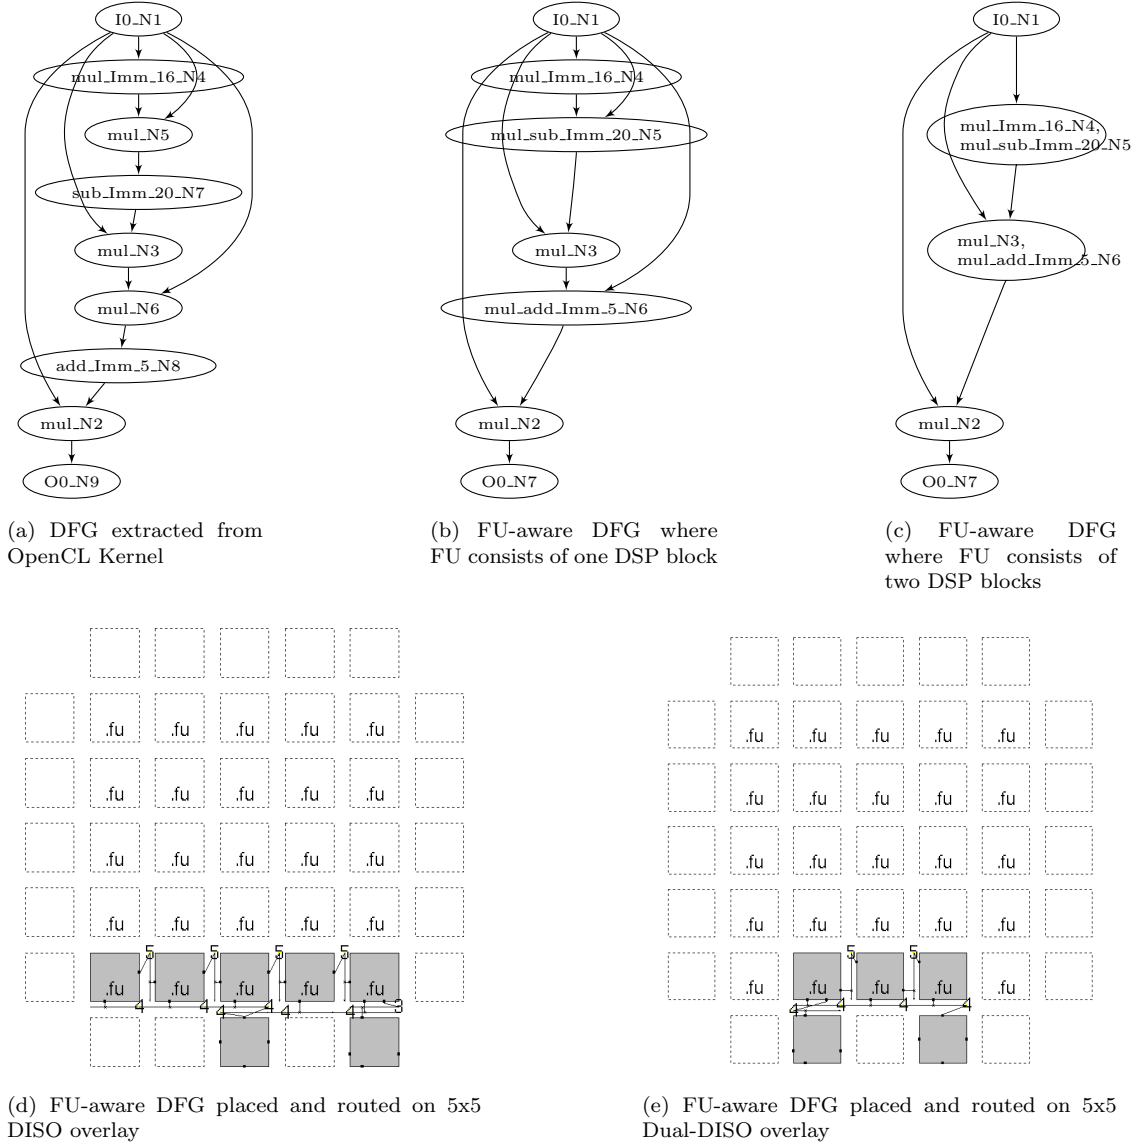 I0_N1
mul_Imm_16_N4
mul_N5
sub_Imm_20_N7
mul_N3
mul_N6
add_Imm_5_N8
mul_N2
O0_N9
(a) DFG extracted from
OpenCL Kernel
I0_N1
mul_Imm_16_N4
mul_sub_Imm_20_N5
mul_N3
mul_add_Imm_5_N6
mul_N2
O0_N7
(b) FU-aware DFG where
FU consists of one DSP block
I0_N1
mul_Imm_16_N4,
mul_sub_Imm_20_N5
mul_N3,
mul_add_Imm_5_N6
mul_N2
O0_N7
(c) FU-aware DFG
where FU consists of
two DSP blocks
.fu .fu .fu .fu .fu
.fu .fu .fu .fu .fu
.fu .fu .fu .fu .fu
.fu .fu .fu .fu .fu
5 5 5 5
.fu .fu .fu .fu .fu
4 4 4 4 4 3
(d) FU-aware DFG placed and routed on 5x5
DISO overlay
.fu .fu .fu .fu .fu
.fu .fu .fu .fu .fu
.fu .fu .fu .fu .fu
.fu .fu .fu .fu .fu
5 5
.fu .fu .fu .fu .fu
4 4 4 4
(e) FU-aware DFG placed and routed on 5x5
Dual-DISO overlay